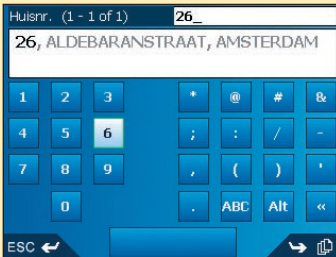 Huisnr. (1 - 1 of 1) 26_
26, ALDEBARANSTRAAT, AMSTERDAM
1 2 3 * @ # &
4 5 6 ; : / -
7 8 9 , ( ) '
0 . ABC Alt «
ESC